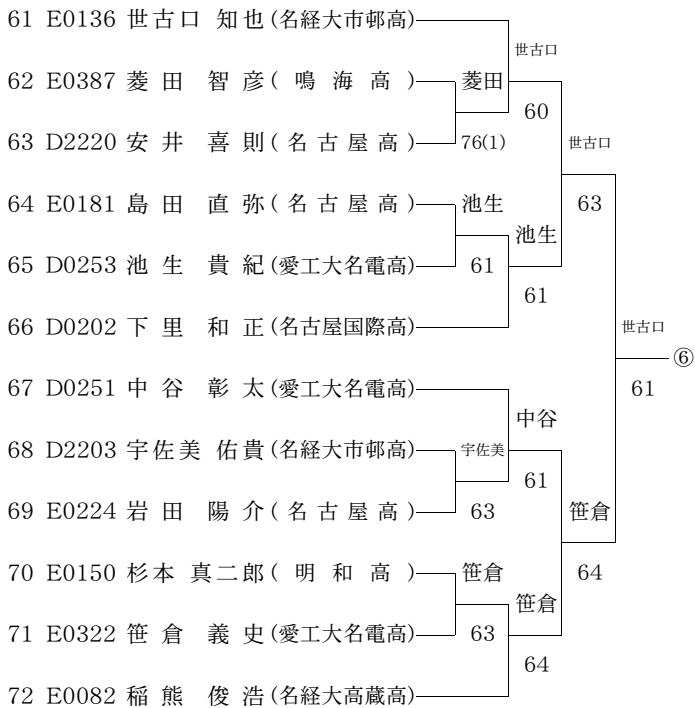 61 E0136 世古口 知也 (名経大市邨高)
世古口
62 E0387 菱田 智彦 (鳴海高) 菱田
60
63 D2220 安井 喜則 (名古屋高) 76(1) 世古口
64 E0181 島田 直弥 (名古屋高) 池生 63
池生
65 D0253 池生 貴紀 (愛工大名電高) 61
61
66 D0202 下里 和正 (名古屋国際高) 世古口
⑥
67 D0251 中谷 彰太 (愛工大名電高) 61
中谷
68 D2203 宇佐美 佑貴 (名経大市邨高) 宇佐美
61
69 E0224 岩田 陽介 (名古屋高) 63 笹倉
70 E0150 杉本 真二郎 (明和高) 笹倉 64
笹倉
71 E0322 笹倉 義史 (愛工大名電高) 63
64
72 E0082 稲熊 俊浩 (名経大高蔵高)